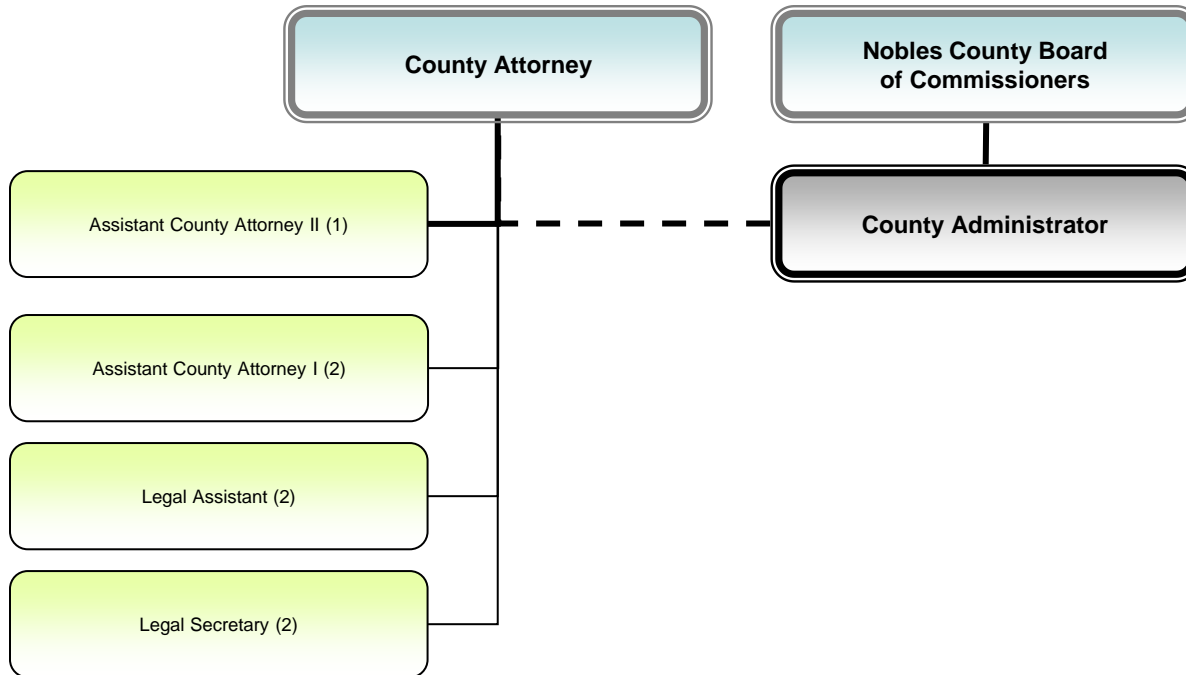 County Attorney
Nobles County Board
of Commissioners
Assistant County Attorney II (1)
County Administrator
Assistant County Attorney I (2)
Legal Assistant (2)
Legal Secretary (2)